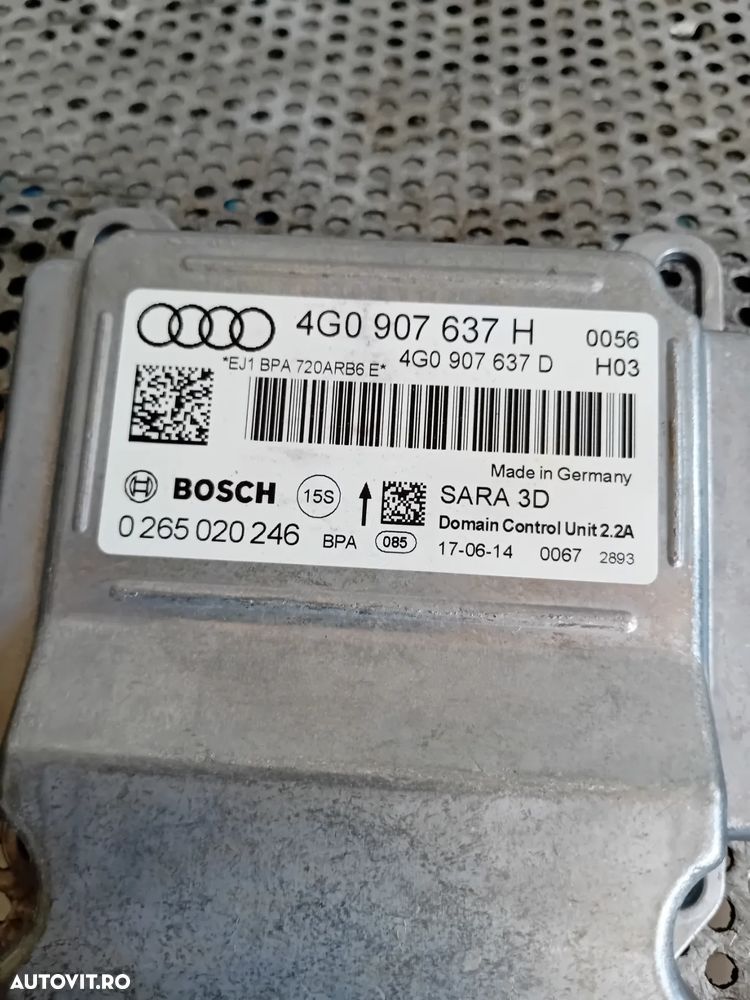 4G0 907 637 H 0056
*EJ1 BPA 720ARB6 E* 4G0 907 637 D H03
Made in Germany
BOSCH 15S SARA 3D
Domain Control Unit 2.2A
0 265 020 246 BPA 085 17-06-14 0067 2893
AUTOVIT.RO